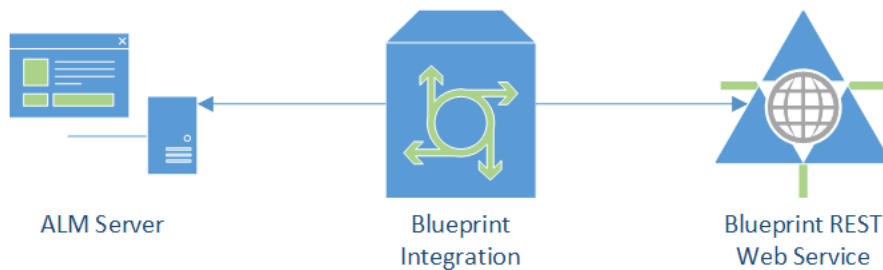 ALM Server
Blueprint
Integration
Blueprint REST
Web Service